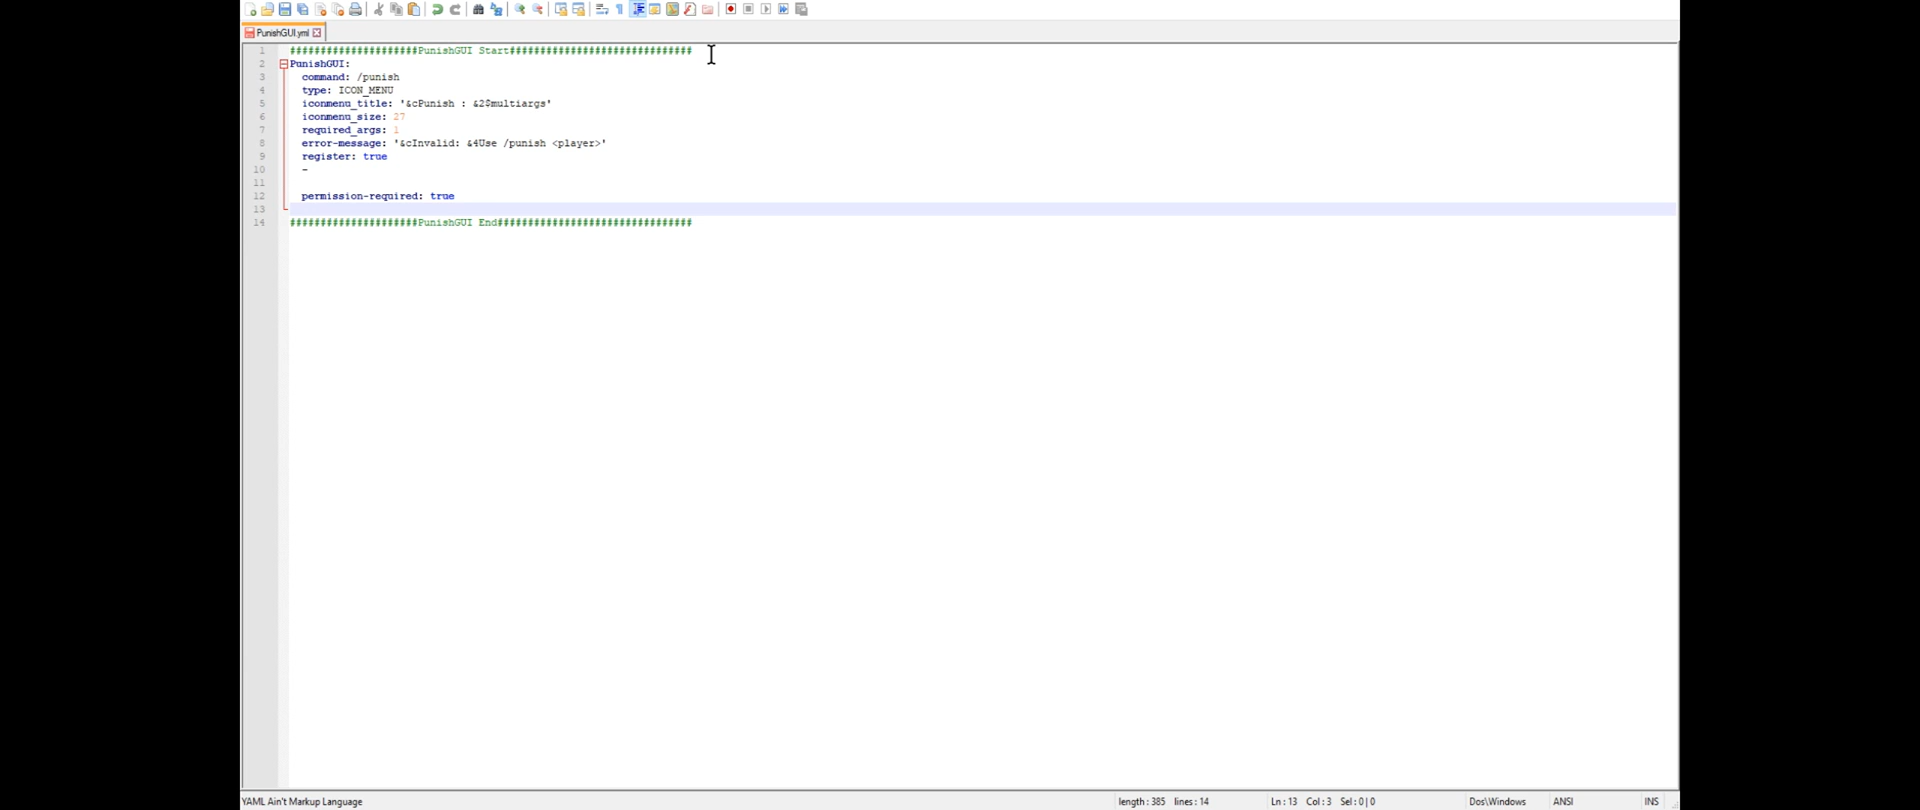 PunishGUI.yml
1 #####################PunishGUI Start##############################
2 PunishGUI:
3 command: /punish
4 type: ICON_MENU
5 iconmenu_title: '&cPunish : &2$multiargs'
6 iconmenu_size: 27
7 required_args: 1
8 error-message: '&cInvalid: &4Use /punish <player>'
9 register: true
10 -
11
12 permission-required: true
13
14 #####################PunishGUI End################################
YAML Ain't Markup Language length : 385 lines : 14 Ln : 13 Col : 3 Sel : 0 | 0 Dos\Windows ANSI INS